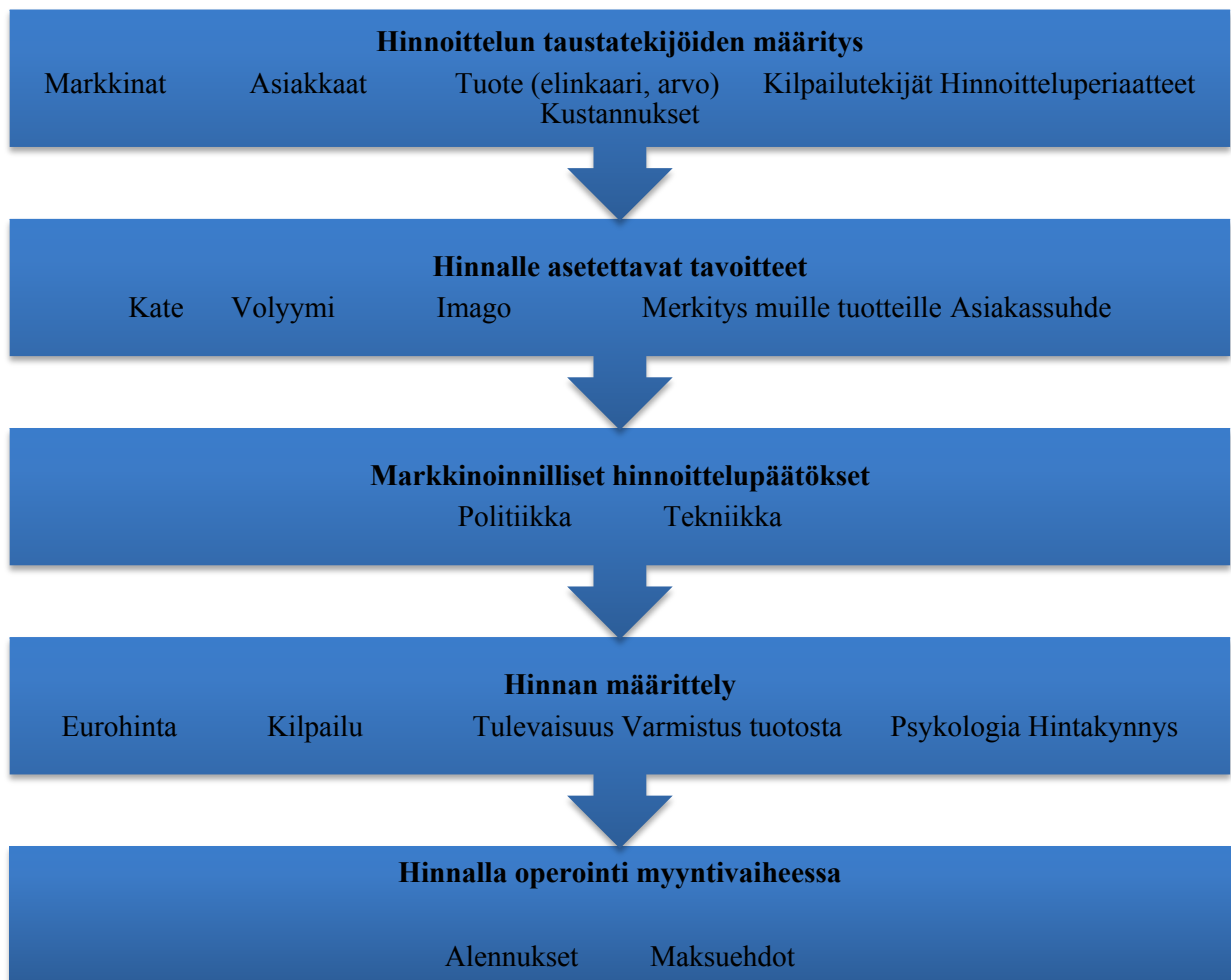 Hinnoittelun taustatekijöiden määritys
Markkinat Asiakkaat Tuote (elinkaari, arvo) Kilpailutekijät Hinnoitteluperiaatteet
Kustannukset
Hinnalle asetettavat tavoitteet
Kate Volyymi Imago Merkitys muille tuotteille Asiakassuhde
Markkinoinnilliset hinnoittelupäätökset
Politiikka Tekniikka
Hinnan määrittely
Eurohinta Kilpailu Tulevaisuus Varmistus tuotosta Psykologia Hintakynnys
Hinnalla operointi myyntivaiheessa
Alennukset Maksuehdot